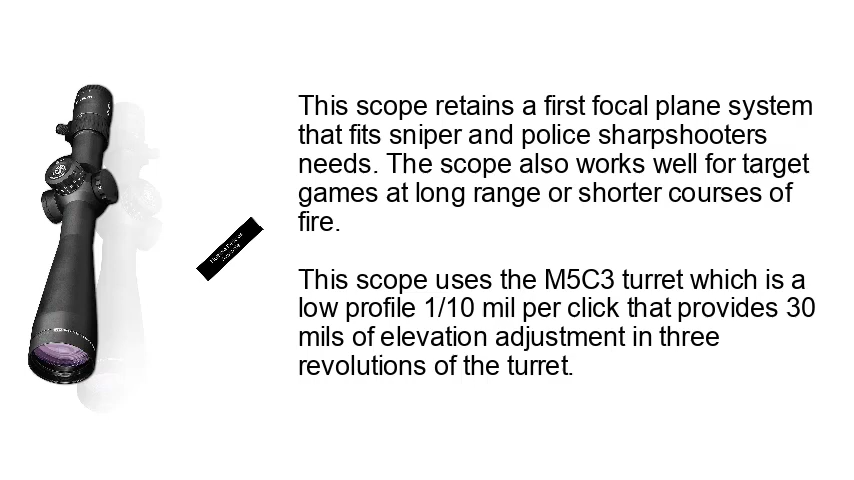 This scope retains a first focal plane system
that fits sniper and police sharpshooters
needs. The scope also works well for target
games at long range or shorter courses of
fire.
This scope uses the M5C3 turret which is a
low profile 1/10 mil per click that provides 30
mils of elevation adjustment in three
revolutions of the turret.